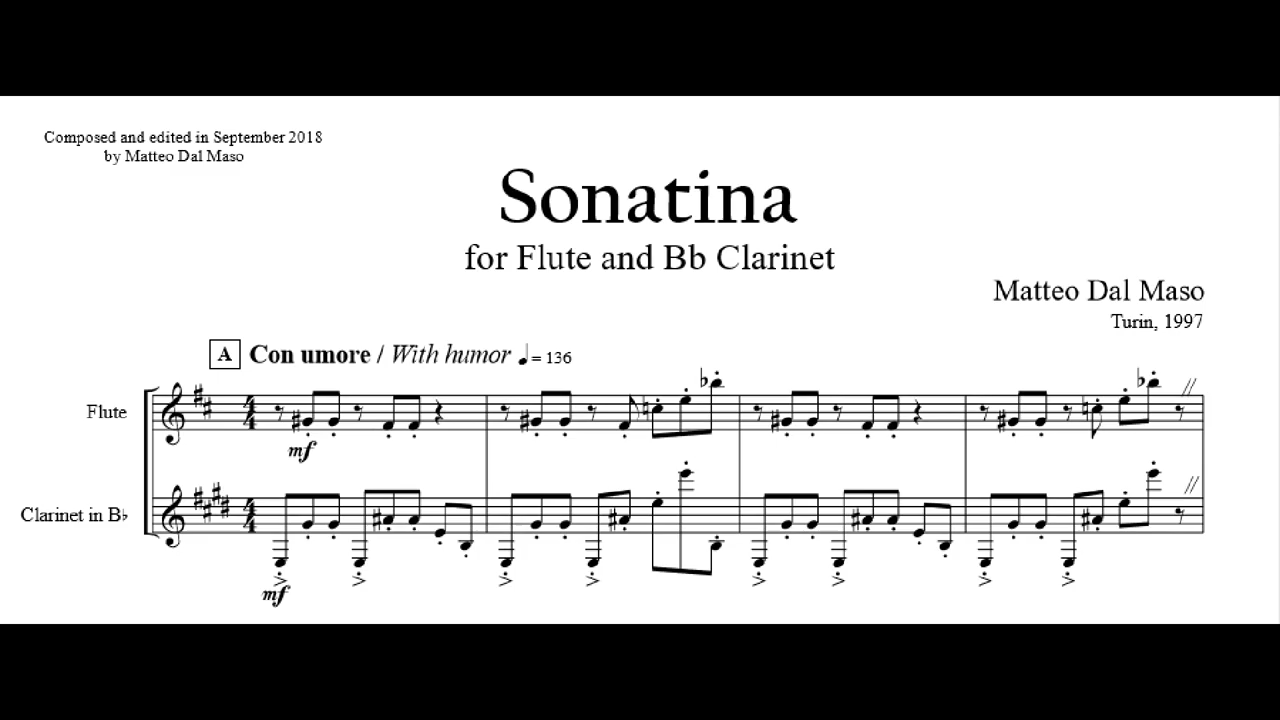 Composed and edited in September 2018
by Matteo Dal Maso
Sonatina
for Flute and Bb Clarinet
Matteo Dal Maso
Turin, 1997
A Con umore / With humor ♩ = 136
Flute
mf
Clarinet in B♭
mf